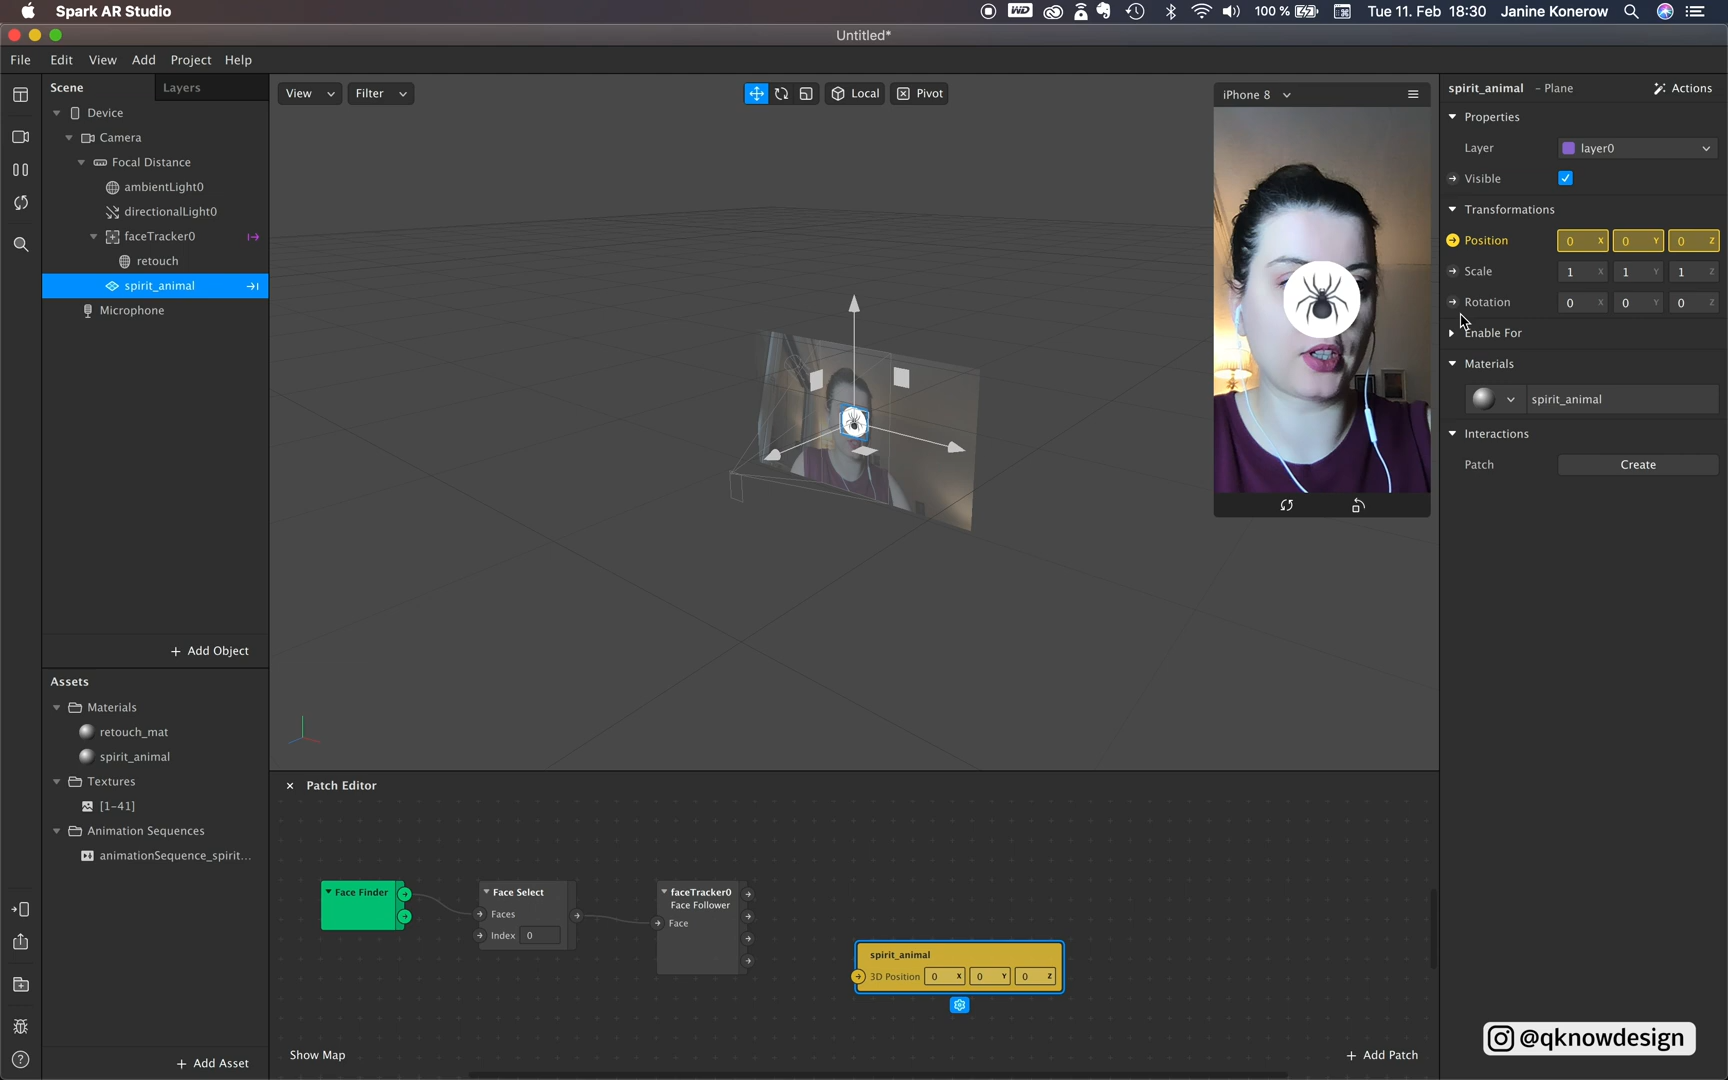 Spark AR Studio
100 %
Tue 11. Feb 18:30
Janine Konerow
Untitled*
File Edit View Add Project Help
Scene
Layers
Device
Camera
Focal Distance
ambientLight0
directionalLight0
faceTracker0
retouch
spirit_animal
Microphone
+ Add Object
Assets
Materials
retouch_mat
spirit_animal
Textures
[1-41]
Animation Sequences
animationSequence_spirit...
+ Add Asset
View
Filter
Local
Pivot
iPhone 8
spirit_animal - Plane
Actions
Properties
Layer layer0
Visible
Transformations
Position 0 X 0 Y 0 Z
Scale 1 X 1 Y 1 Z
Rotation 0 X 0 Y 0 Z
Enable For
Materials
spirit_animal
Interactions
Patch Create
Patch Editor
Face Finder
Face Select
Faces
Index 0
faceTracker0
Face Follower
Face
spirit_animal
3D Position 0 X 0 Y 0 Z
Show Map
+ Add Patch
@qknowdesign